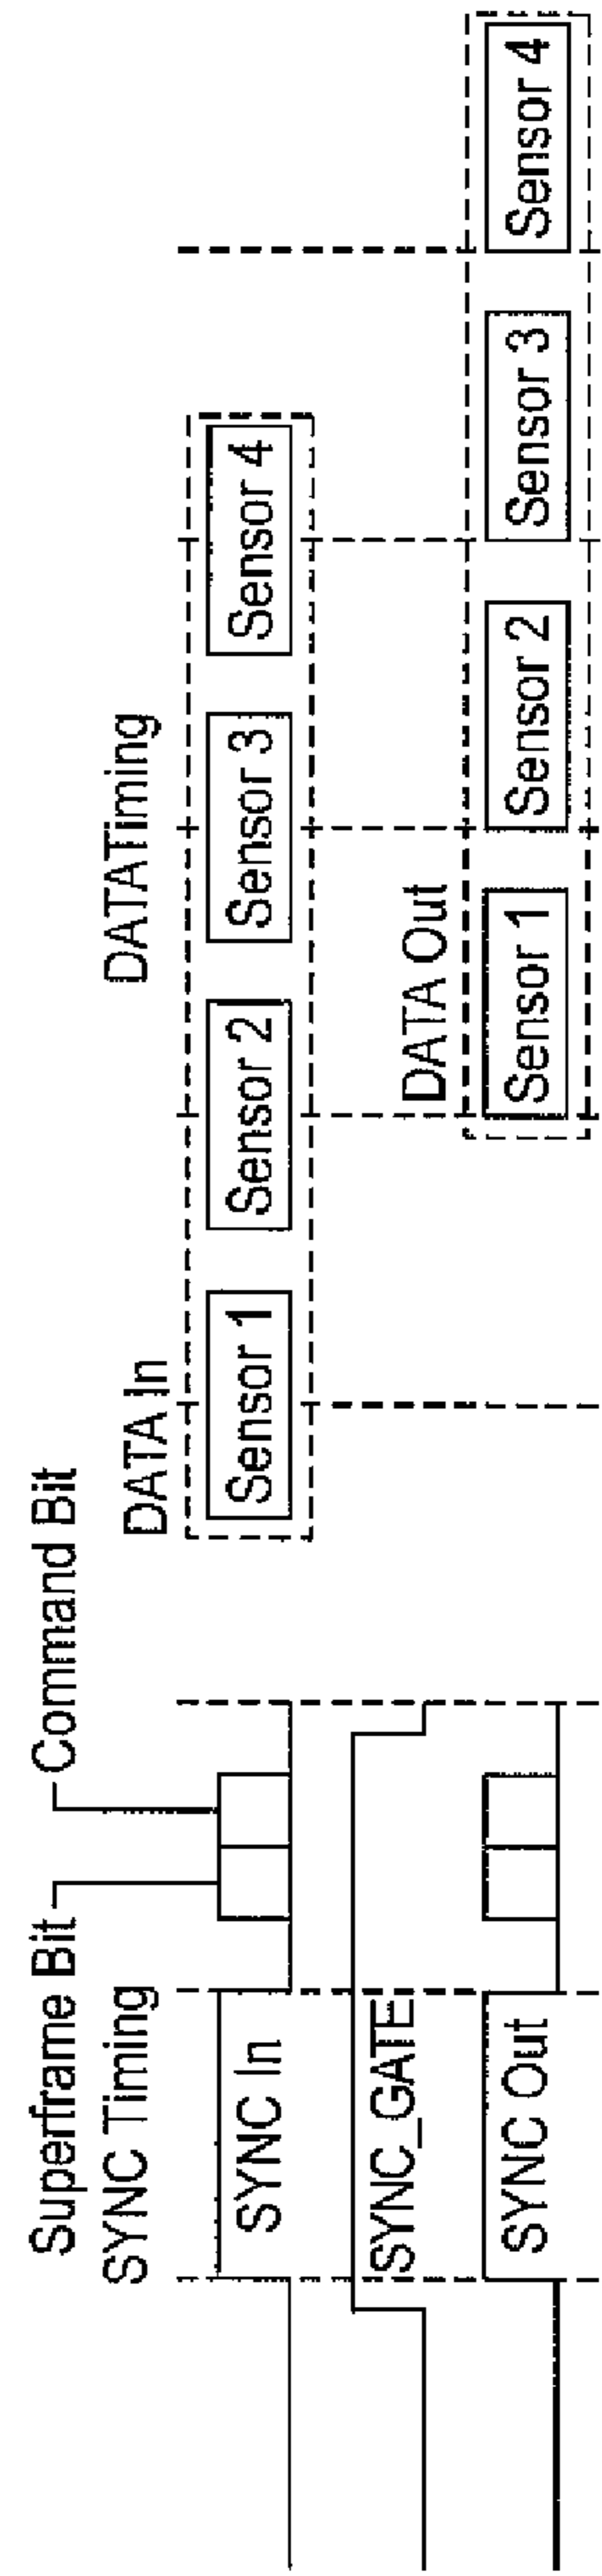 Superframe Bit
Command Bit
SYNC Timing
DATATiming
DATA In
SYNC In
Sensor 1
Sensor 2
Sensor 3
Sensor 4
SYNC_GATE
DATA Out
SYNC Out
Sensor 1
Sensor 2
Sensor 3
Sensor 4